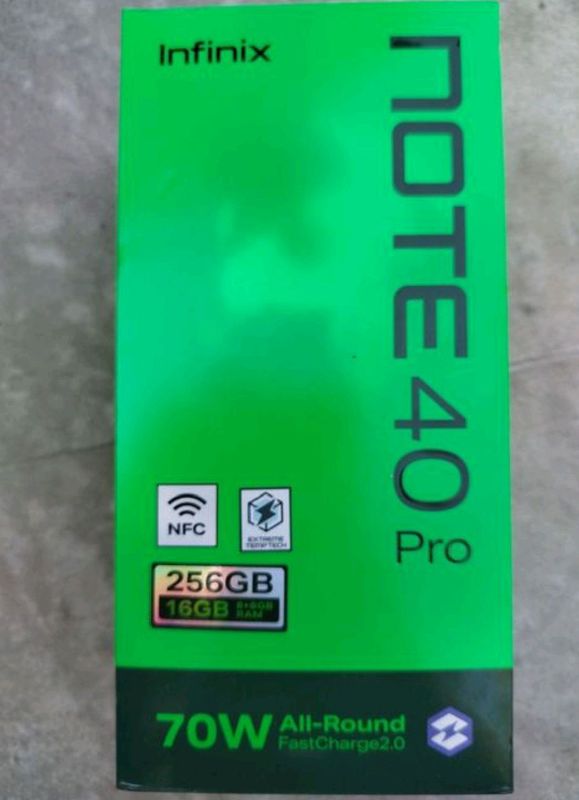 Infinix
NOTE 40 Pro
NFC
EXTREME
TEMP TECH
256GB
16GB 8+8GB
RAM
70W All-Round
FastCharge2.0